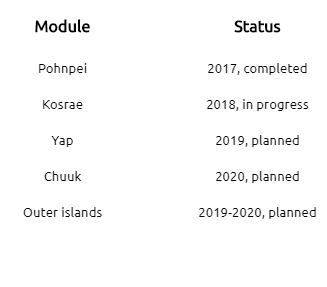 Module Status
Pohnpei 2017, completed
Kosrae 2018, in progress
Yap 2019, planned
Chuuk 2020, planned
Outer islands 2019-2020, planned